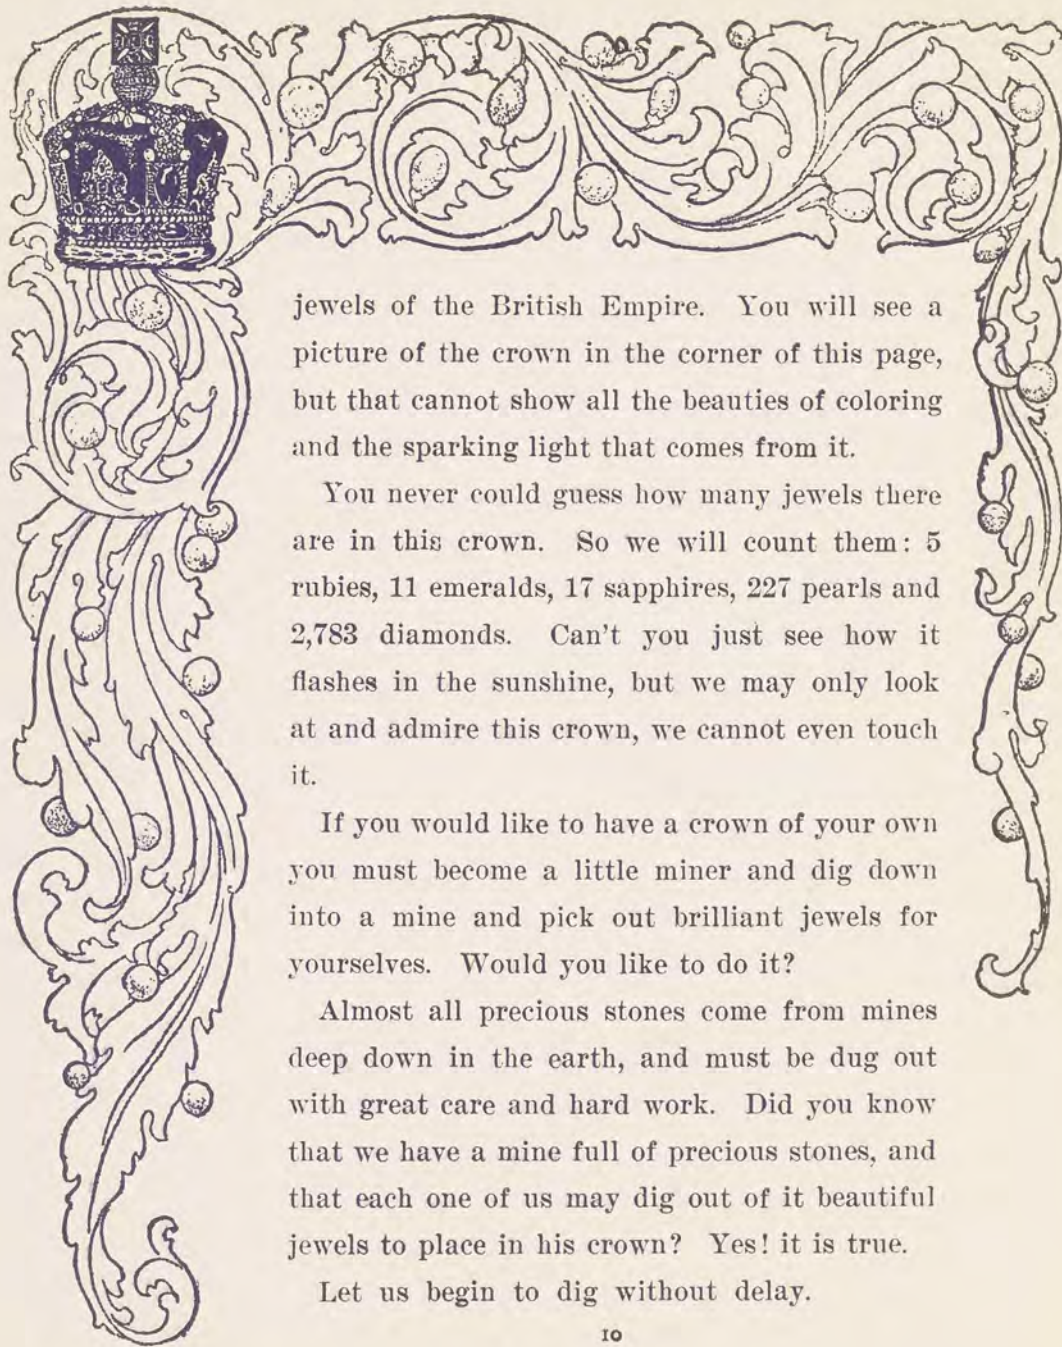 jewels of the British Empire. You will see a
picture of the crown in the corner of this page,
but that cannot show all the beauties of coloring
and the sparking light that comes from it.
You never could guess how many jewels there
are in this crown. So we will count them: 5
rubies, 11 emeralds, 17 sapphires, 227 pearls and
2,783 diamonds. Can't you just see how it
flashes in the sunshine, but we may only look
at and admire this crown, we cannot even touch
it.
If you would like to have a crown of your own
you must become a little miner and dig down
into a mine and pick out brilliant jewels for
yourselves. Would you like to do it?
Almost all precious stones come from mines
deep down in the earth, and must be dug out
with great care and hard work. Did you know
that we have a mine full of precious stones, and
that each one of us may dig out of it beautiful
jewels to place in his crown? Yes! it is true.
Let us begin to dig without delay.
10